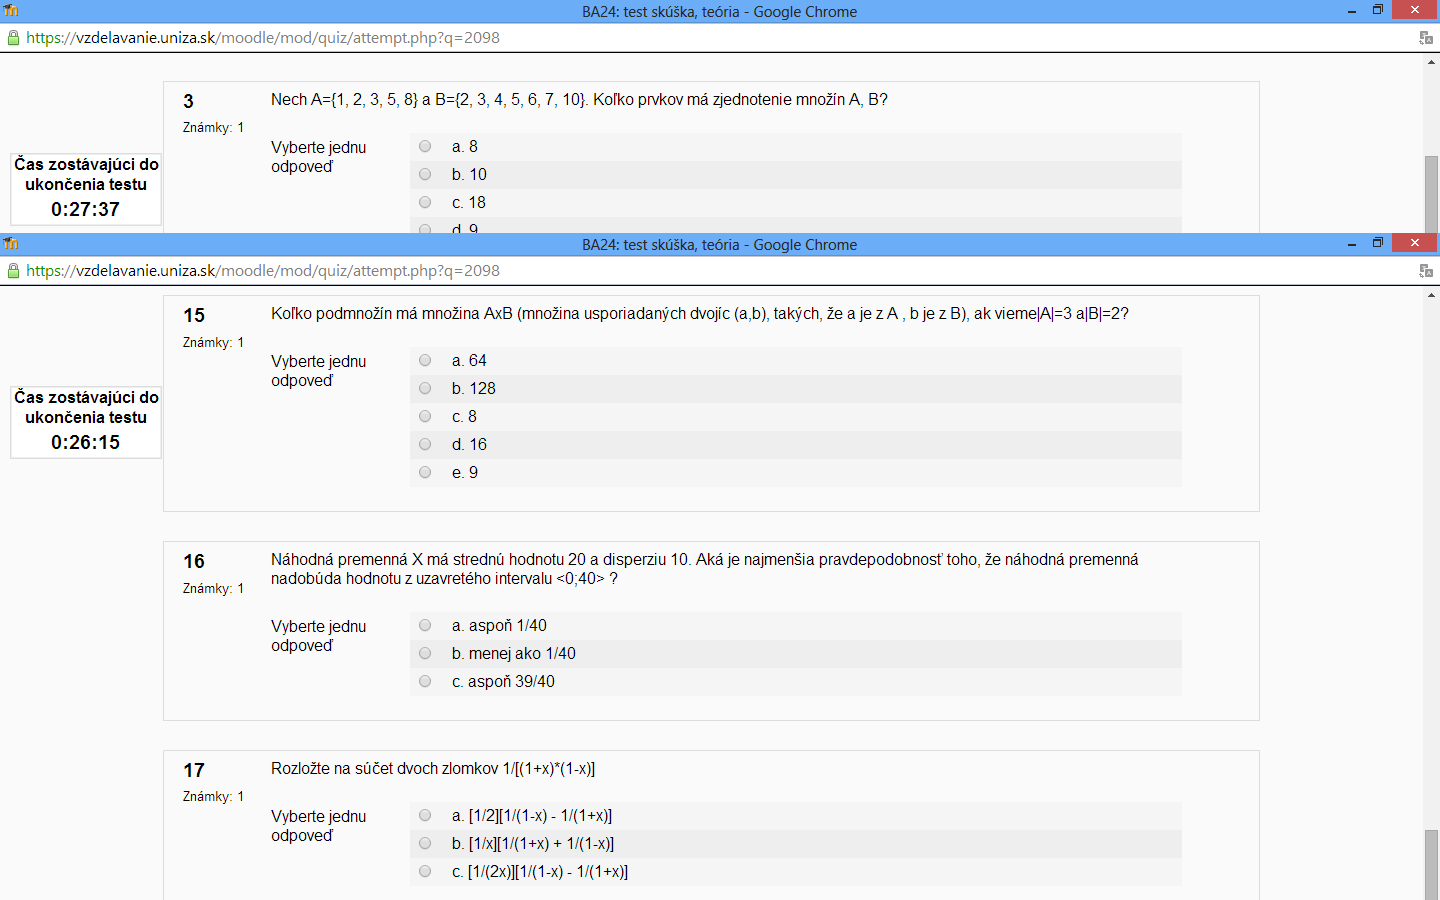 BA24: test skúška, teória - Google Chrome
https://vzdelavanie.uniza.sk/moodle/mod/quiz/attempt.php?q=2098
3
Známky: 1
Nech A={1, 2, 3, 5, 8} a B={2, 3, 4, 5, 6, 7, 10}. Koľko prvkov má zjednotenie množín A, B?
Vyberte jednu
odpoveď
a. 8
b. 10
c. 18
d. 9
Čas zostávajúci do
ukončenia testu
0:27:37
BA24: test skúška, teória - Google Chrome
https://vzdelavanie.uniza.sk/moodle/mod/quiz/attempt.php?q=2098
15
Známky: 1
Koľko podmnožín má množina AxB (množina usporiadaných dvojíc (a,b), takých, že a je z A , b je z B), ak vieme|A|=3 a|B|=2?
Vyberte jednu
odpoveď
a. 64
b. 128
c. 8
d. 16
e. 9
Čas zostávajúci do
ukončenia testu
0:26:15
16
Známky: 1
Náhodná premenná X má strednú hodnotu 20 a disperziu 10. Aká je najmenšia pravdepodobnosť toho, že náhodná premenná
nadobúda hodnotu z uzavretého intervalu <0;40> ?
Vyberte jednu
odpoveď
a. aspoň 1/40
b. menej ako 1/40
c. aspoň 39/40
17
Známky: 1
Rozložte na súčet dvoch zlomkov 1/[(1+x)*(1-x)]
Vyberte jednu
odpoveď
a. [1/2][1/(1-x) - 1/(1+x)]
b. [1/x][1/(1+x) + 1/(1-x)]
c. [1/(2x)][1/(1-x) - 1/(1+x)]